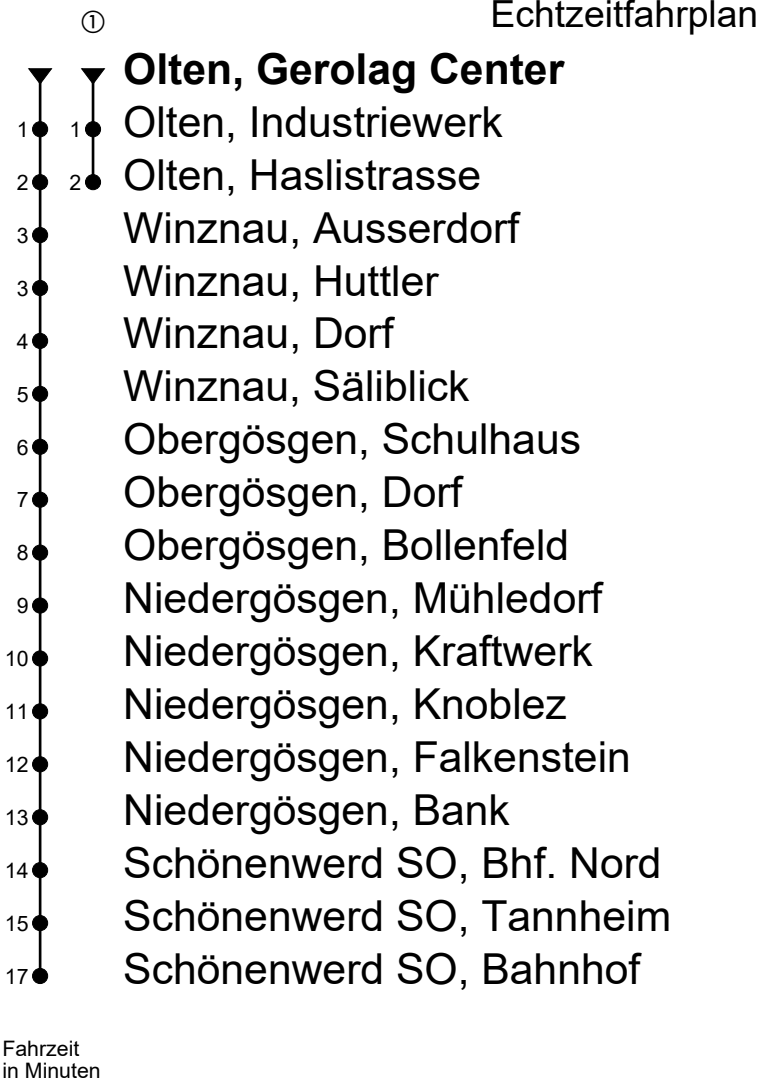 Echtzeitfahrplan
①
Olten, Gerolag Center
1 1 Olten, Industriewerk
2 2 Olten, Haslistrasse
3 Winznau, Ausserdorf
3 Winznau, Huttler
4 Winznau, Dorf
5 Winznau, Säliblick
6 Obergösgen, Schulhaus
7 Obergösgen, Dorf
8 Obergösgen, Bollenfeld
9 Niedergösgen, Mühledorf
10 Niedergösgen, Kraftwerk
11 Niedergösgen, Knoblez
12 Niedergösgen, Falkenstein
13 Niedergösgen, Bank
14 Schönenwerd SO, Bhf. Nord
15 Schönenwerd SO, Tannheim
17 Schönenwerd SO, Bahnhof
Fahrzeit
in Minuten